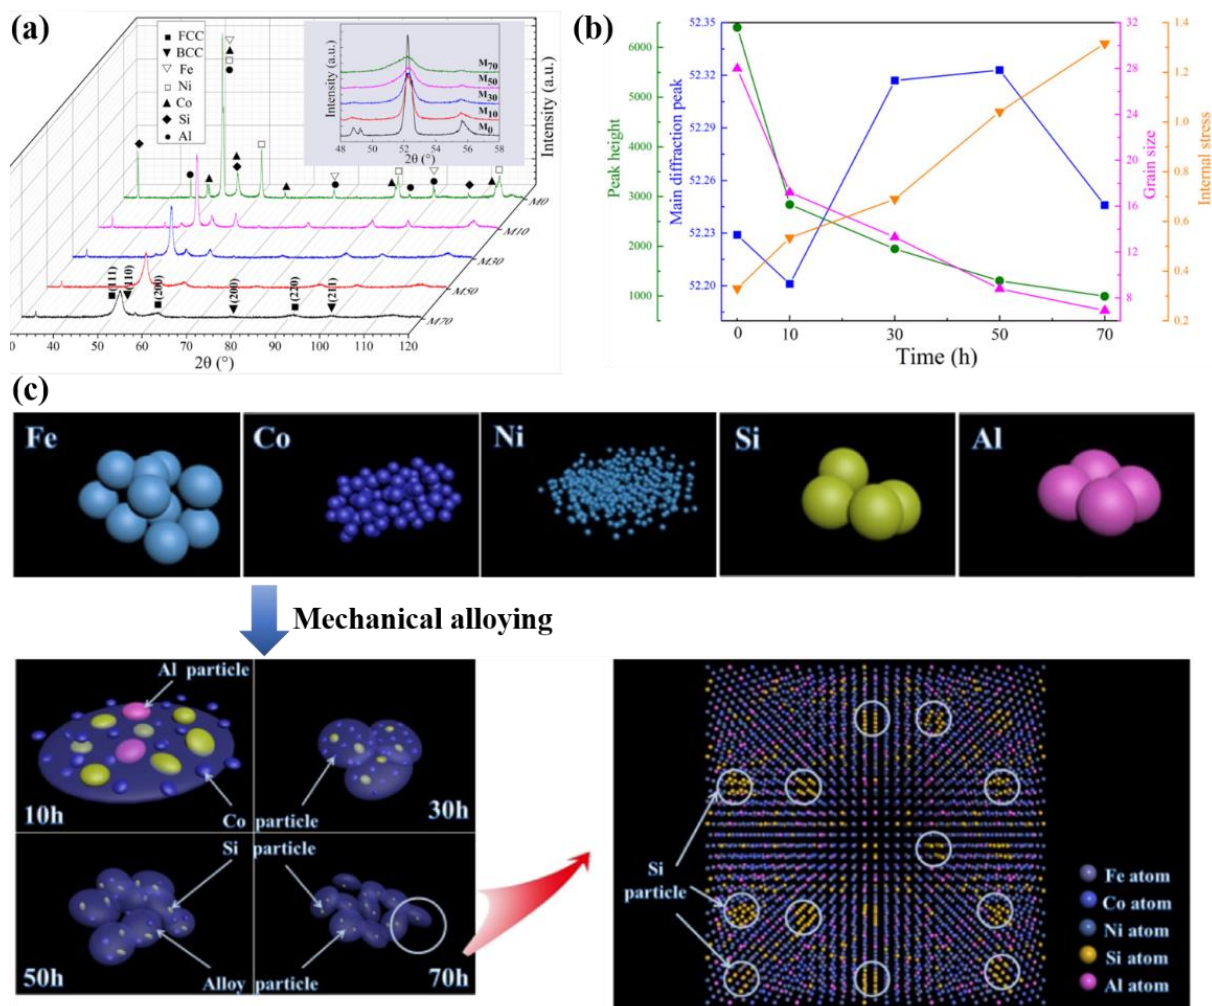 (a)
FCC
BCC
Fe
Ni
Co
Si
Al
Intensity (a.u.)
M70
M50
M30
M10
M0
48 50 52 54 56 58
2θ (°)
Intensity (a.u.)
M0
M10
M30
M50
M70
(111)
(110)
(200)
(200)
(220)
(211)
30 40 50 60 70 80 90 100 110 120
2θ (°)
(b)
Peak height
6000
5000
4000
3000
2000
1000
Main diffraction peak
52.35
52.32
52.29
52.26
52.23
52.20
Grain size
32
28
24
20
16
12
8
Internal stress
1.4
1.2
1.0
0.8
0.6
0.4
0.2
0 10 30 50 70
Time (h)
(c)
Fe
Co
Ni
Si
Al
Mechanical alloying
Al particle
10h
Co particle
30h
Si particle
50h
Alloy particle
70h
Si
particle
Fe atom
Co atom
Ni atom
Si atom
Al atom